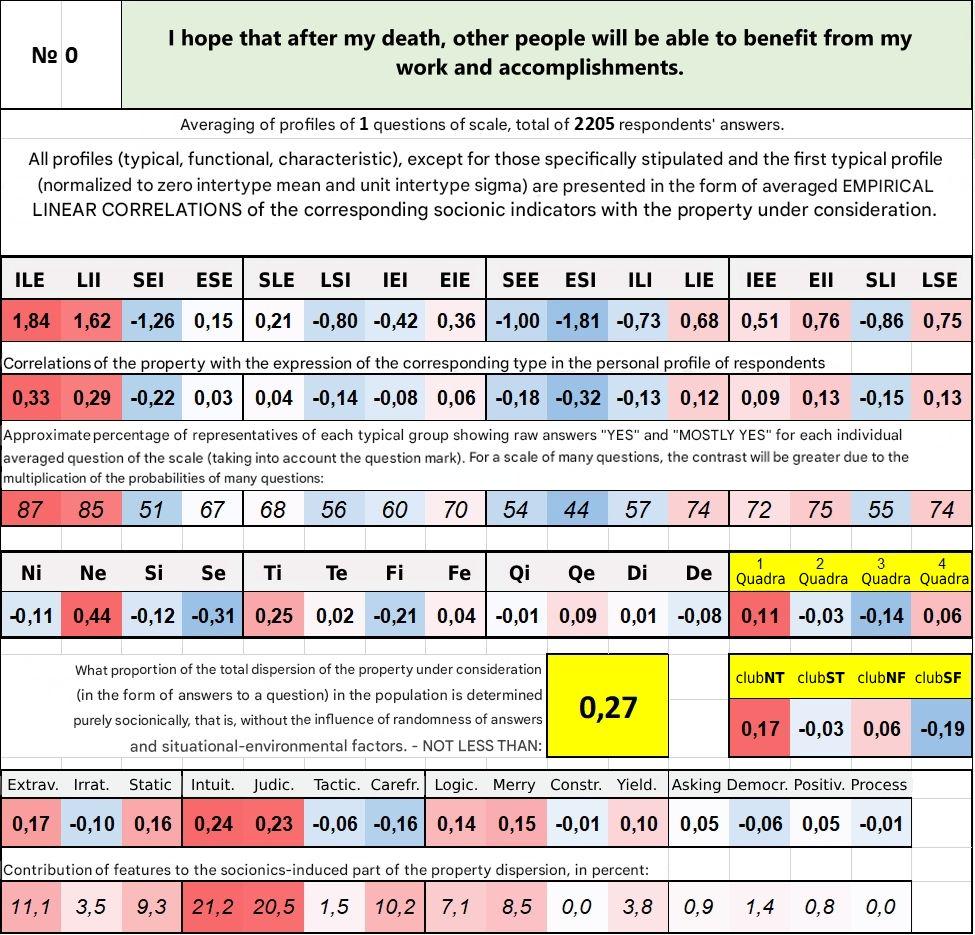 № 0
I hope that after my death, other people will be able to benefit from my
work and accomplishments.
Averaging of profiles of 1 questions of scale, total of 2205 respondents' answers.
All profiles (typical, functional, characteristic), except for those specifically stipulated and the first typical profile
(normalized to zero intertype mean and unit intertype sigma) are presented in the form of averaged EMPIRICAL
LINEAR CORRELATIONS of the corresponding socionic indicators with the property under consideration.
ILE LII SEI ESE SLE LSI IEI EIE SEE ESI ILI LIE IEE EII SLI LSE
1,84 1,62 -1,26 0,15 0,21 -0,80 -0,42 0,36 -1,00 -1,81 -0,73 0,68 0,51 0,76 -0,86 0,75
Correlations of the property with the expression of the corresponding type in the personal profile of respondents
0,33 0,29 -0,22 0,03 0,04 -0,14 -0,08 0,06 -0,18 -0,32 -0,13 0,12 0,09 0,13 -0,15 0,13
Approximate percentage of representatives of each typical group showing raw answers "YES" and "MOSTLY YES" for each individual
averaged question of the scale (taking into account the question mark). For a scale of many questions, the contrast will be greater due to the
multiplication of the probabilities of many questions:
87 85 51 67 68 56 60 70 54 44 57 74 72 75 55 74
Ni Ne Si Se Ti Te Fi Fe Qi Qe Di De 1 Quadra 2 Quadra 3 Quadra 4 Quadra
-0,11 0,44 -0,12 -0,31 0,25 0,02 -0,21 0,04 -0,01 0,09 0,01 -0,08 0,11 -0,03 -0,14 0,06
What proportion of the total dispersion of the property under consideration
(in the form of answers to a question) in the population is determined
purely socionically, that is, without the influence of randomness of answers
and situational-environmental factors. - NOT LESS THAN:
0,27
clubNT clubST clubNF clubSF
0,17 -0,03 0,06 -0,19
Extrav. Irrat. Static Intuit. Judic. Tactic. Carefr. Logic. Merry Constr. Yield. Asking Democr. Positiv. Process
0,17 -0,10 0,16 0,24 0,23 -0,06 -0,16 0,14 0,15 -0,01 0,10 0,05 -0,06 0,05 -0,01
Contribution of features to the socionics-induced part of the property dispersion, in percent:
11,1 3,5 9,3 21,2 20,5 1,5 10,2 7,1 8,5 0,0 3,8 0,9 1,4 0,8 0,0